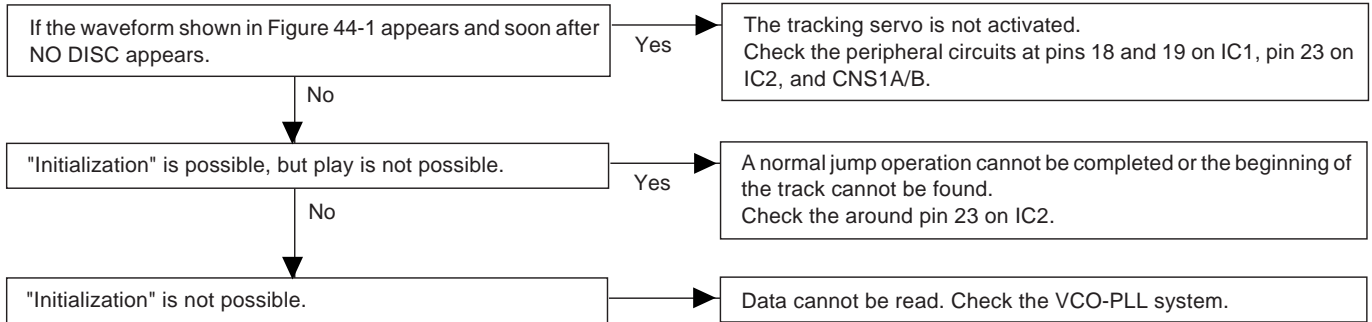 If the waveform shown in Figure 44-1 appears and soon after
NO DISC appears.
Yes
The tracking servo is not activated.
Check the peripheral circuits at pins 18 and 19 on IC1, pin 23 on
IC2, and CNS1A/B.
No
"Initialization" is possible, but play is not possible.
Yes
A normal jump operation cannot be completed or the beginning of
the track cannot be found.
Check the around pin 23 on IC2.
No
"Initialization" is not possible.
Data cannot be read. Check the VCO-PLL system.